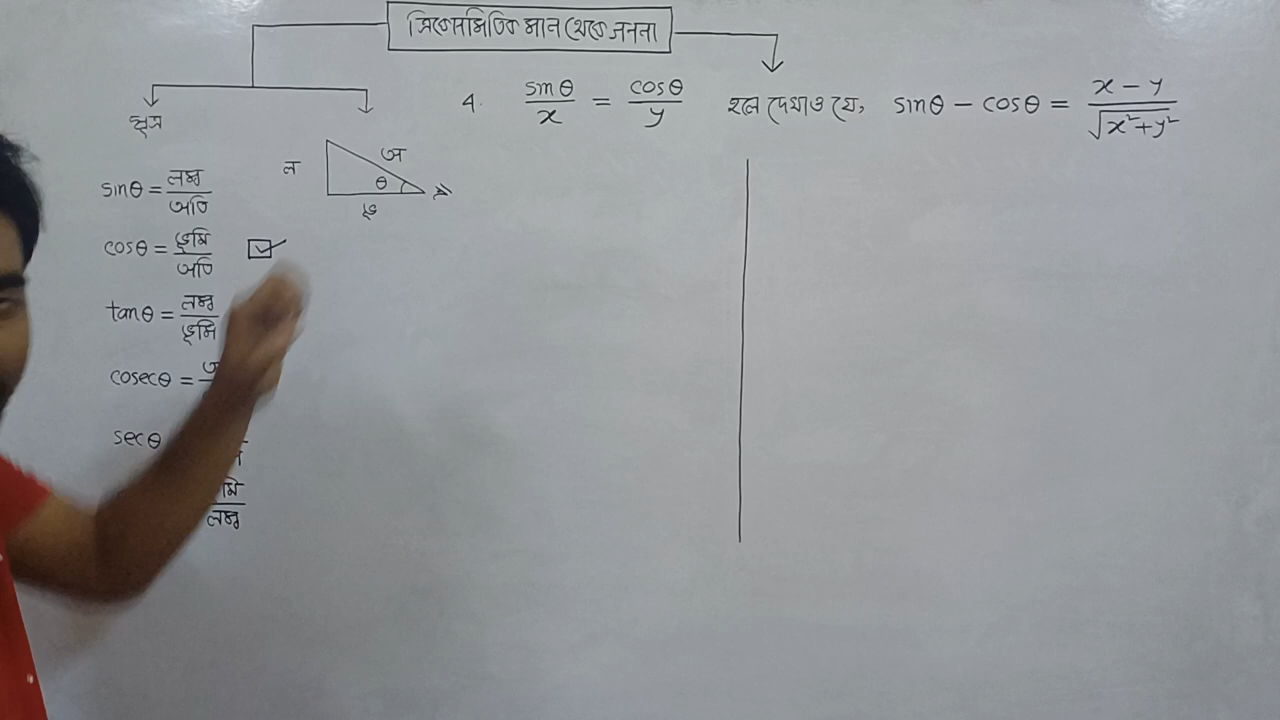 ত্রিকোনমিতিক মান থেকে গননা
4. sinθ/x = cosθ/y হলে দেখাও যে, sinθ − cosθ = x − y/√x²+y²
সূত্র
ল অ θ ভূ
sinθ = লম্ব/অতি
cosθ = ভূমি/অতি
tanθ = লম্ব/ভূমি
cosecθ = অ
secθ
মি/লম্ব